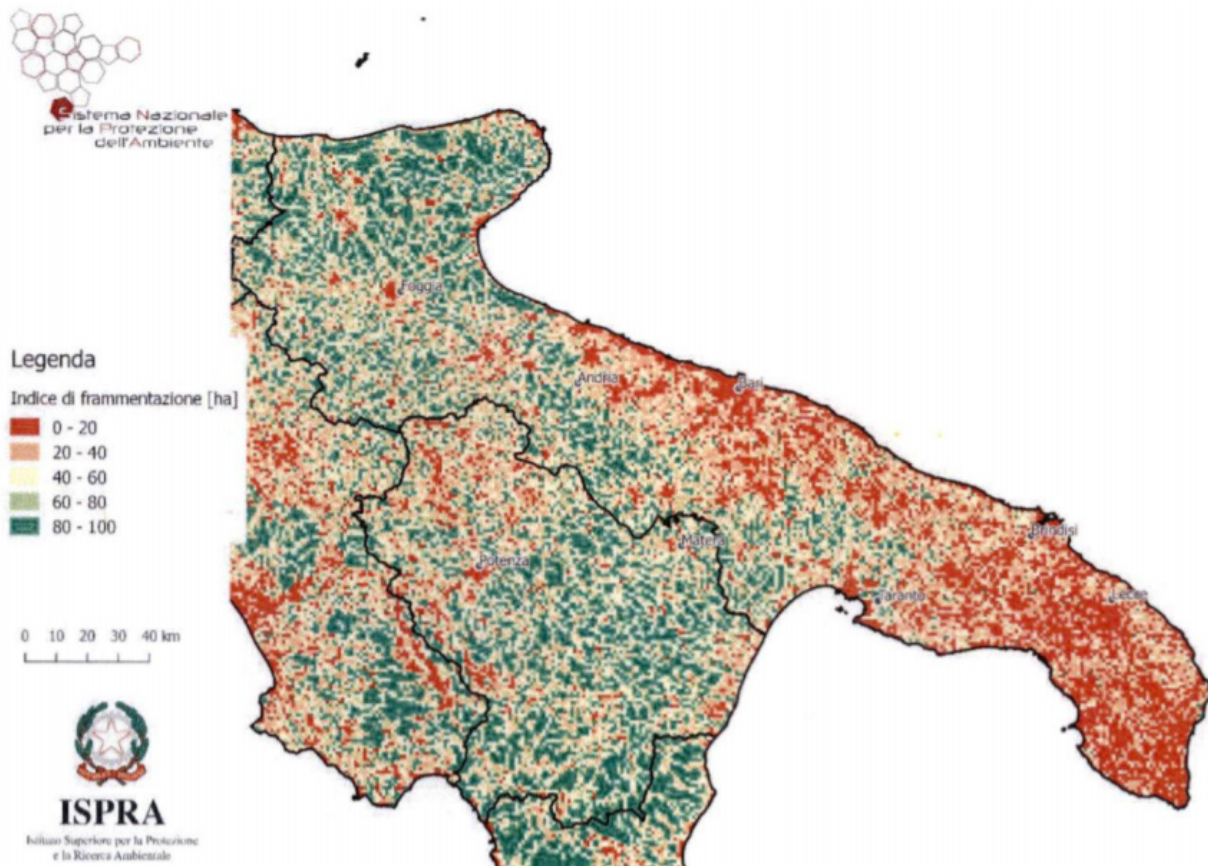 Sistema Nazionale
per la Protezione
dell'Ambiente
Foggia
Andria
Bari
Matera
Brindisi
Potenza
Taranto
Lecce
Legenda
Indice di frammentazione [ha]
0 - 20
20 - 40
40 - 60
60 - 80
80 - 100
0 10 20 30 40 km
ISPRA
Istituto Superiore per la Protezione
e la Ricerca Ambientale